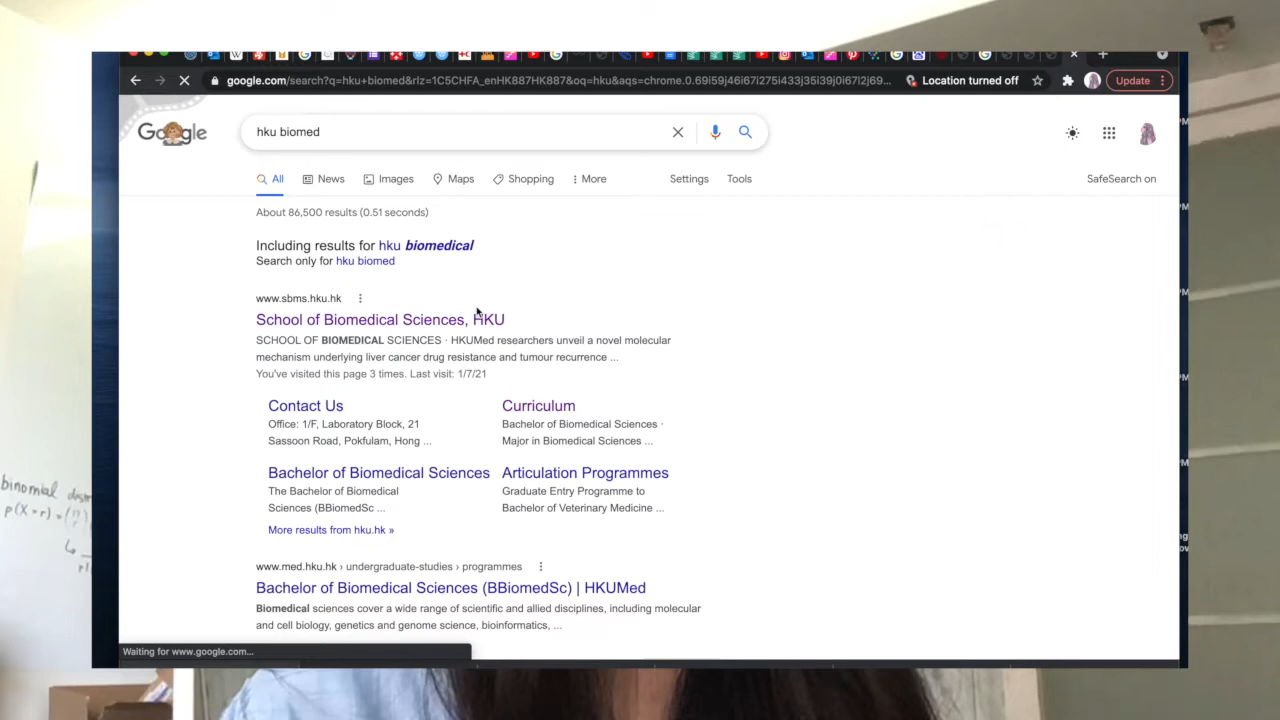 google.com/search?q=hku+biomed&rlz=1C5CHFA_enHK887HK887&oq=hku&aqs=chrome.0.69i59j46i67i275i433j35i39j0i67l2j69...
Location turned off
Update
Google
hku biomed
All News Images Maps Shopping More Settings Tools
SafeSearch on
About 86,500 results (0.51 seconds)
Including results for hku biomedical
Search only for hku biomed
www.sbms.hku.hk
School of Biomedical Sciences, HKU
SCHOOL OF BIOMEDICAL SCIENCES · HKUMed researchers unveil a novel molecular
mechanism underlying liver cancer drug resistance and tumour recurrence ...
You've visited this page 3 times. Last visit: 1/7/21
Contact Us
Office: 1/F, Laboratory Block, 21
Sassoon Road, Pokfulam, Hong ...
Curriculum
Bachelor of Biomedical Sciences ·
Major in Biomedical Sciences ...
Bachelor of Biomedical Sciences
The Bachelor of Biomedical
Sciences (BBiomedSc ...
Articulation Programmes
Graduate Entry Programme to
Bachelor of Veterinary Medicine ...
More results from hku.hk »
www.med.hku.hk › undergraduate-studies › programmes
Bachelor of Biomedical Sciences (BBiomedSc) | HKUMed
Biomedical sciences cover a wide range of scientific and allied disciplines, including molecular
and cell biology, genetics and genome science, bioinformatics, ...
Waiting for www.google.com...
binomial
p(X=r) =